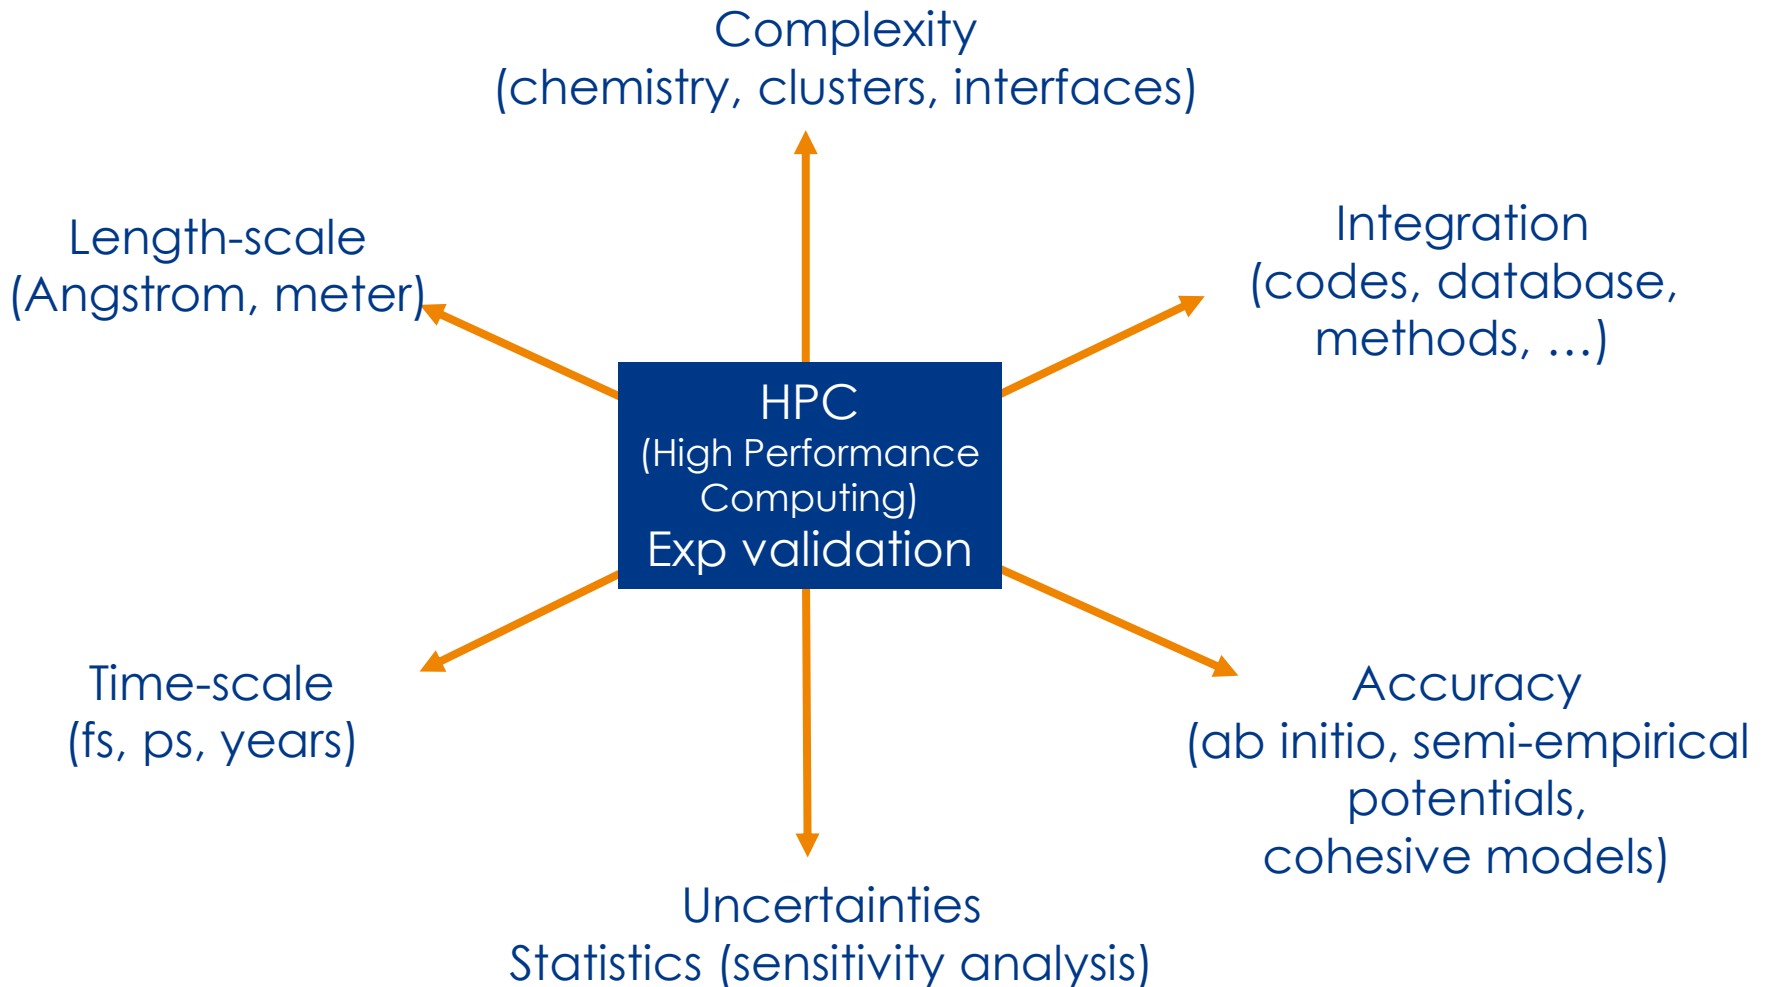 Complexity
(chemistry, clusters, interfaces)
Length-scale
(Angstrom, meter)
Integration
(codes, database,
methods, …)
HPC
(High Performance
Computing)
Exp validation
Time-scale
(fs, ps, years)
Accuracy
(ab initio, semi-empirical
potentials,
cohesive models)
Uncertainties
Statistics (sensitivity analysis)